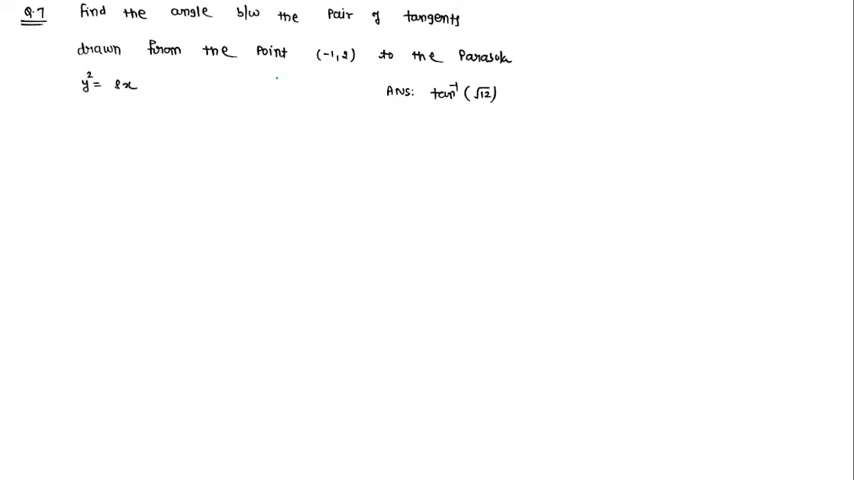 Q.7 Find the angle b/w the Pair of tangents
drawn from the Point (-1,2) to the Parabola
y² = 2x
ANS: tan⁻¹(√12)